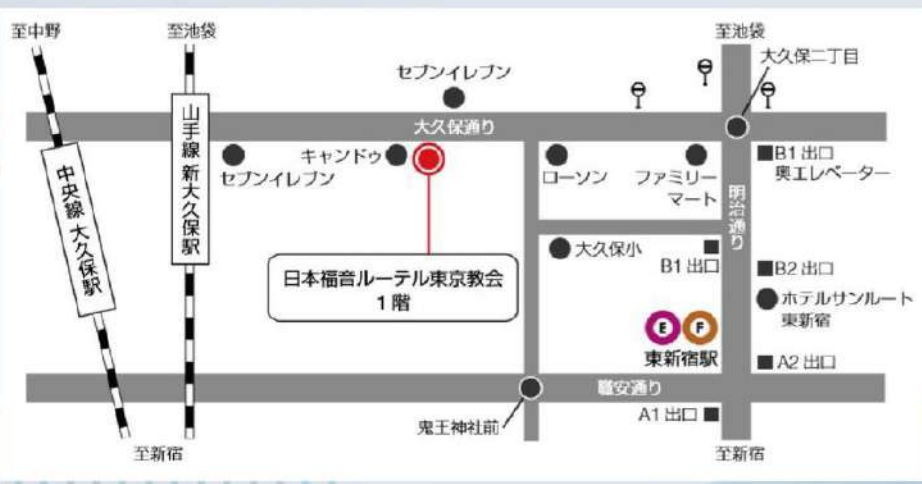 至中野
至池袋
至池袋
大久保二丁目
セブンイレブン
大久保通り
山手線 新大久保駅
中央線 大久保駅
セブンイレブン
キャンドゥ
ローソン
ファミリー
マート
B1 出口
奥エレベーター
明治通り
日本福音ルーテル東京教会
1 階
大久保小
B1 出口
B2 出口
ホテルサンルート
東新宿
E
F
東新宿駅
A2 出口
職安通り
鬼王神社前
A1 出口
至新宿
至新宿